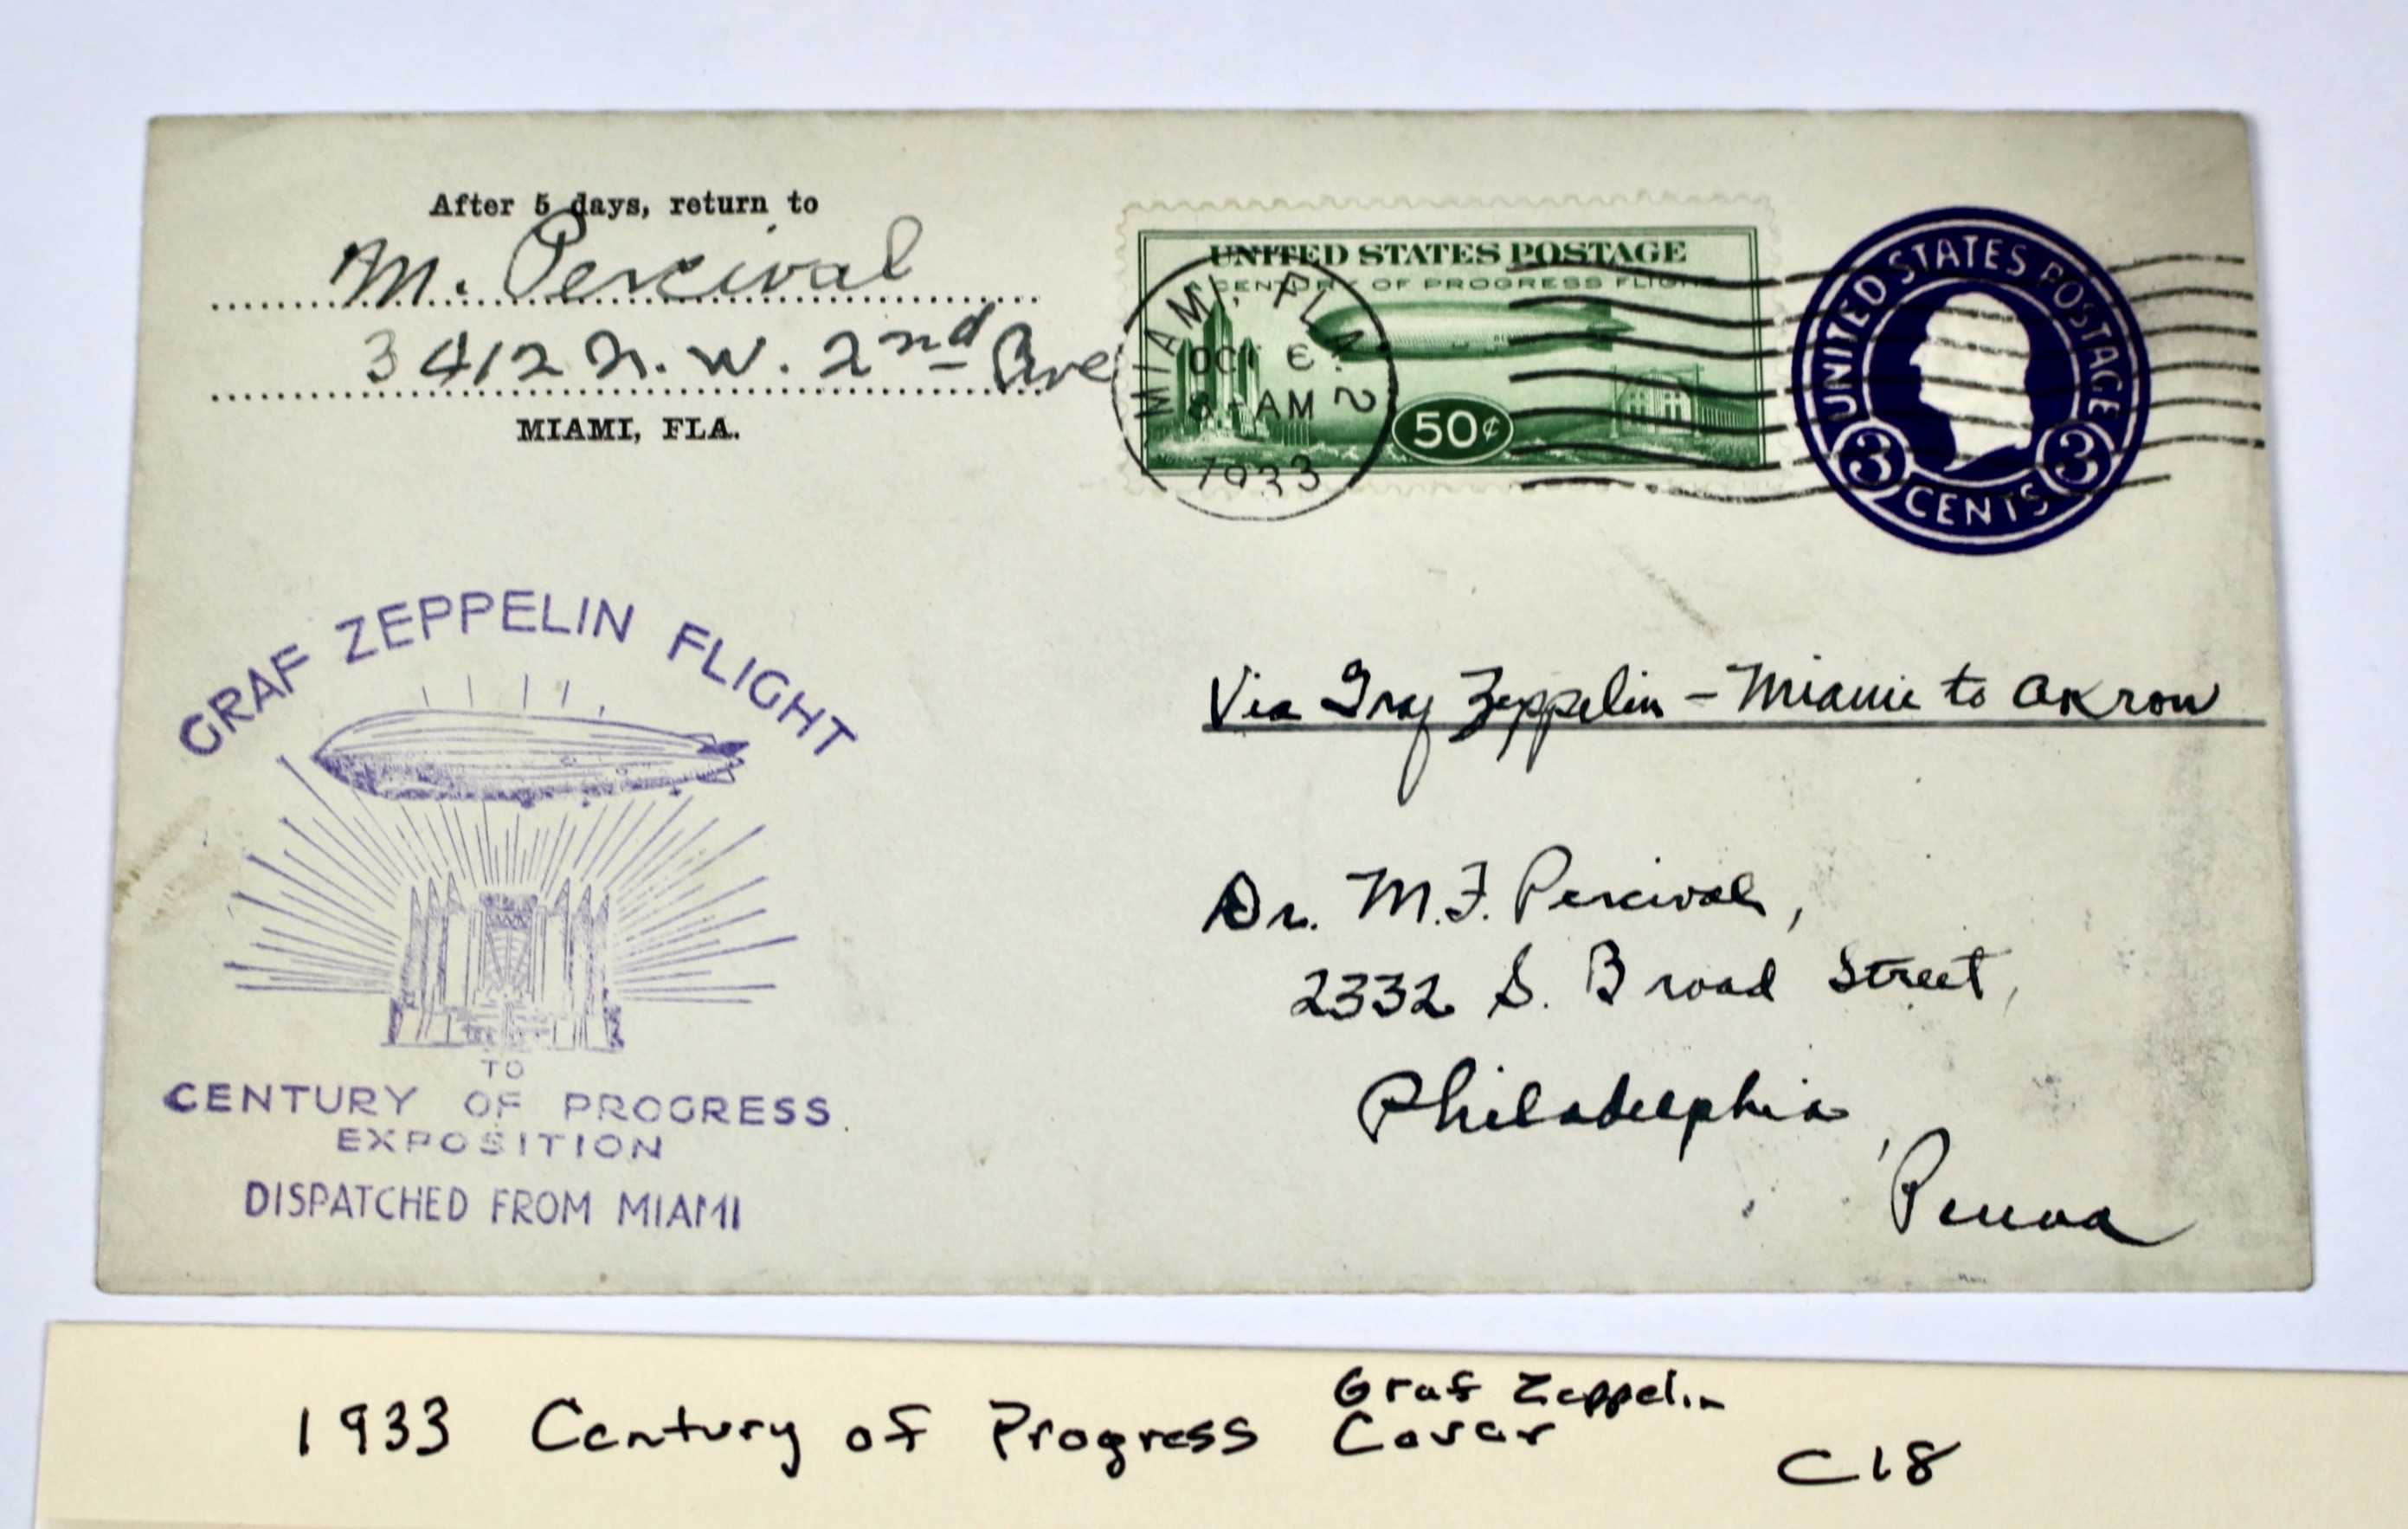 After 5 days, return to
M. Percival
3412 N. W. 2nd Ave
MIAMI, FLA.
UNITED STATES POSTAGE
A CENTURY OF PROGRESS FLIGHT
50¢
MIAMI, FLA. 2
OCT
AM
1933
UNITED STATES POSTAGE
3 3
CENTS
GRAF ZEPPELIN FLIGHT
TO
CENTURY OF PROGRESS
EXPOSITION
DISPATCHED FROM MIAMI
Via Graf Zeppelin - Miami to Akron
Dr. M. F. Percival,
2332 S. Broad Street,
Philadelphia,
Penna
1933 Century of Progress Graf Zeppelin Cover
C18